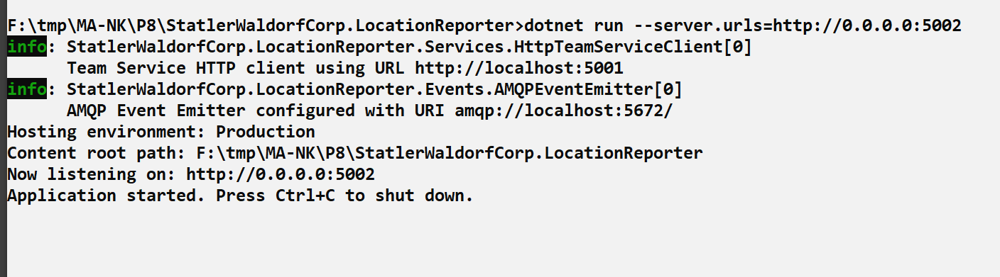 F:\tmp\MA-NK\P8\StatlerWaldorfCorp.LocationReporter>dotnet run --server.urls=http://0.0.0.0:5002
info: StatlerWaldorfCorp.LocationReporter.Services.HttpTeamServiceClient[0]
      Team Service HTTP client using URL http://localhost:5001
info: StatlerWaldorfCorp.LocationReporter.Events.AMQPEventEmitter[0]
      AMQP Event Emitter configured with URI amqp://localhost:5672/
Hosting environment: Production
Content root path: F:\tmp\MA-NK\P8\StatlerWaldorfCorp.LocationReporter
Now listening on: http://0.0.0.0:5002
Application started. Press Ctrl+C to shut down.